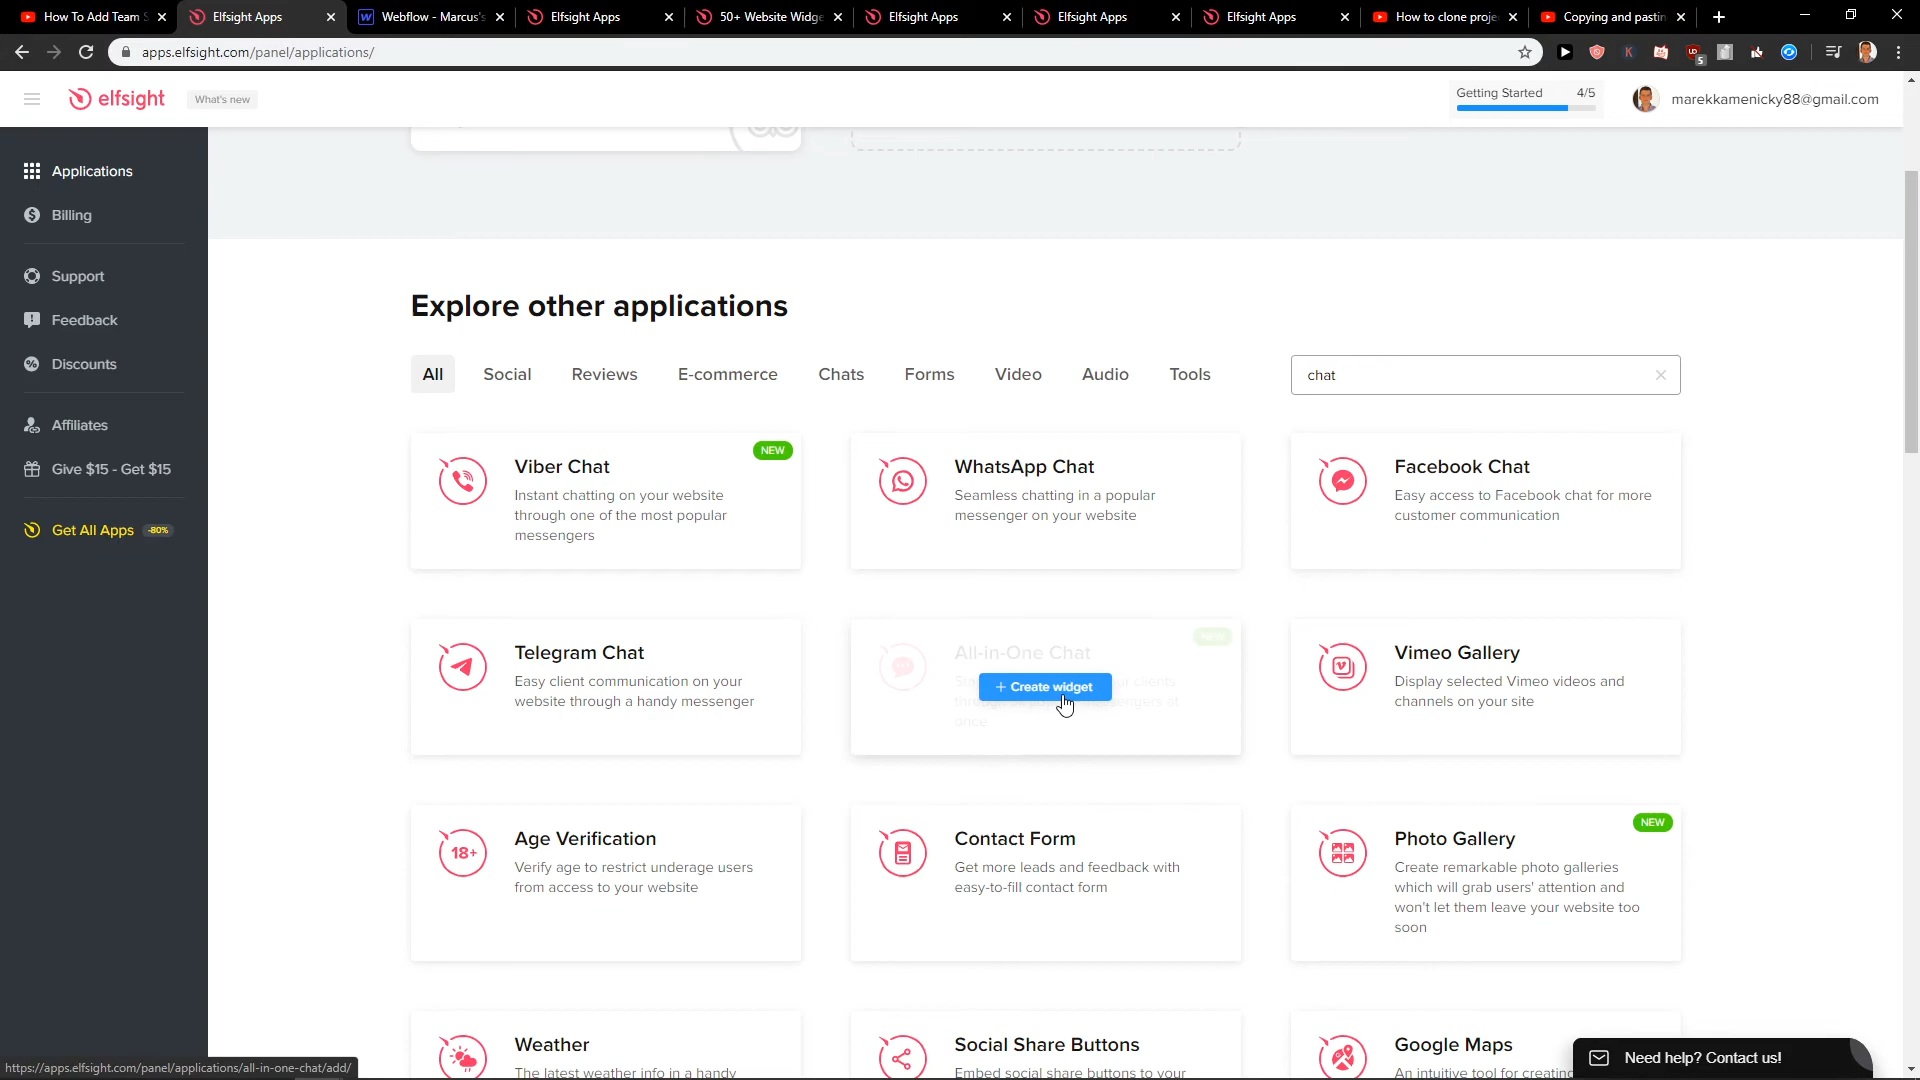 How To Add Team S
Elfsight Apps
Webflow - Marcus's
Elfsight Apps
50+ Website Widge
Elfsight Apps
Elfsight Apps
Elfsight Apps
How to clone proje
Copying and pastin
apps.elfsight.com/panel/applications/
5
elfsight
What's new
Getting Started 4/5
marekkamenicky88@gmail.com
Applications
Billing
Support
Feedback
Discounts
Affiliates
Give $15 - Get $15
Get All Apps -80%
Explore other applications
All Social Reviews E-commerce Chats Forms Video Audio Tools
chat
Viber Chat
NEW
Instant chatting on your website
through one of the most popular
messengers
WhatsApp Chat
Seamless chatting in a popular
messenger on your website
Facebook Chat
Easy access to Facebook chat for more
customer communication
Telegram Chat
Easy client communication on your
website through a handy messenger
All-in-One Chat
NEW
+ Create widget
clients
once
Vimeo Gallery
Display selected Vimeo videos and
channels on your site
18+
Age Verification
Verify age to restrict underage users
from access to your website
Contact Form
Get more leads and feedback with
easy-to-fill contact form
Photo Gallery
NEW
Create remarkable photo galleries
which will grab users' attention and
won't let them leave your website too
soon
Weather
The latest weather info in a handy
Social Share Buttons
Embed social share buttons to your
Google Maps
An intuitive tool for creating
Need help? Contact us!
https://apps.elfsight.com/panel/applications/all-in-one-chat/add/